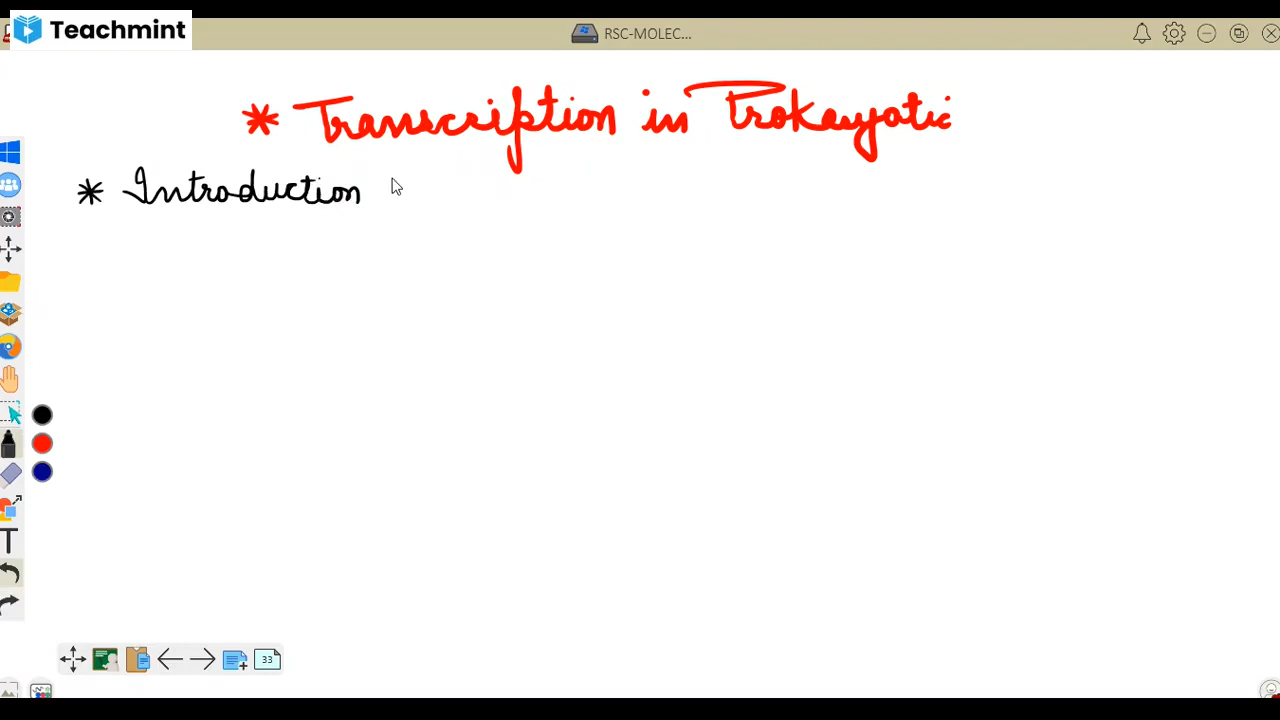 Teachmint
RSC-MOLEC...
* Transcription in Prokaryotic
* Introduction
T
33